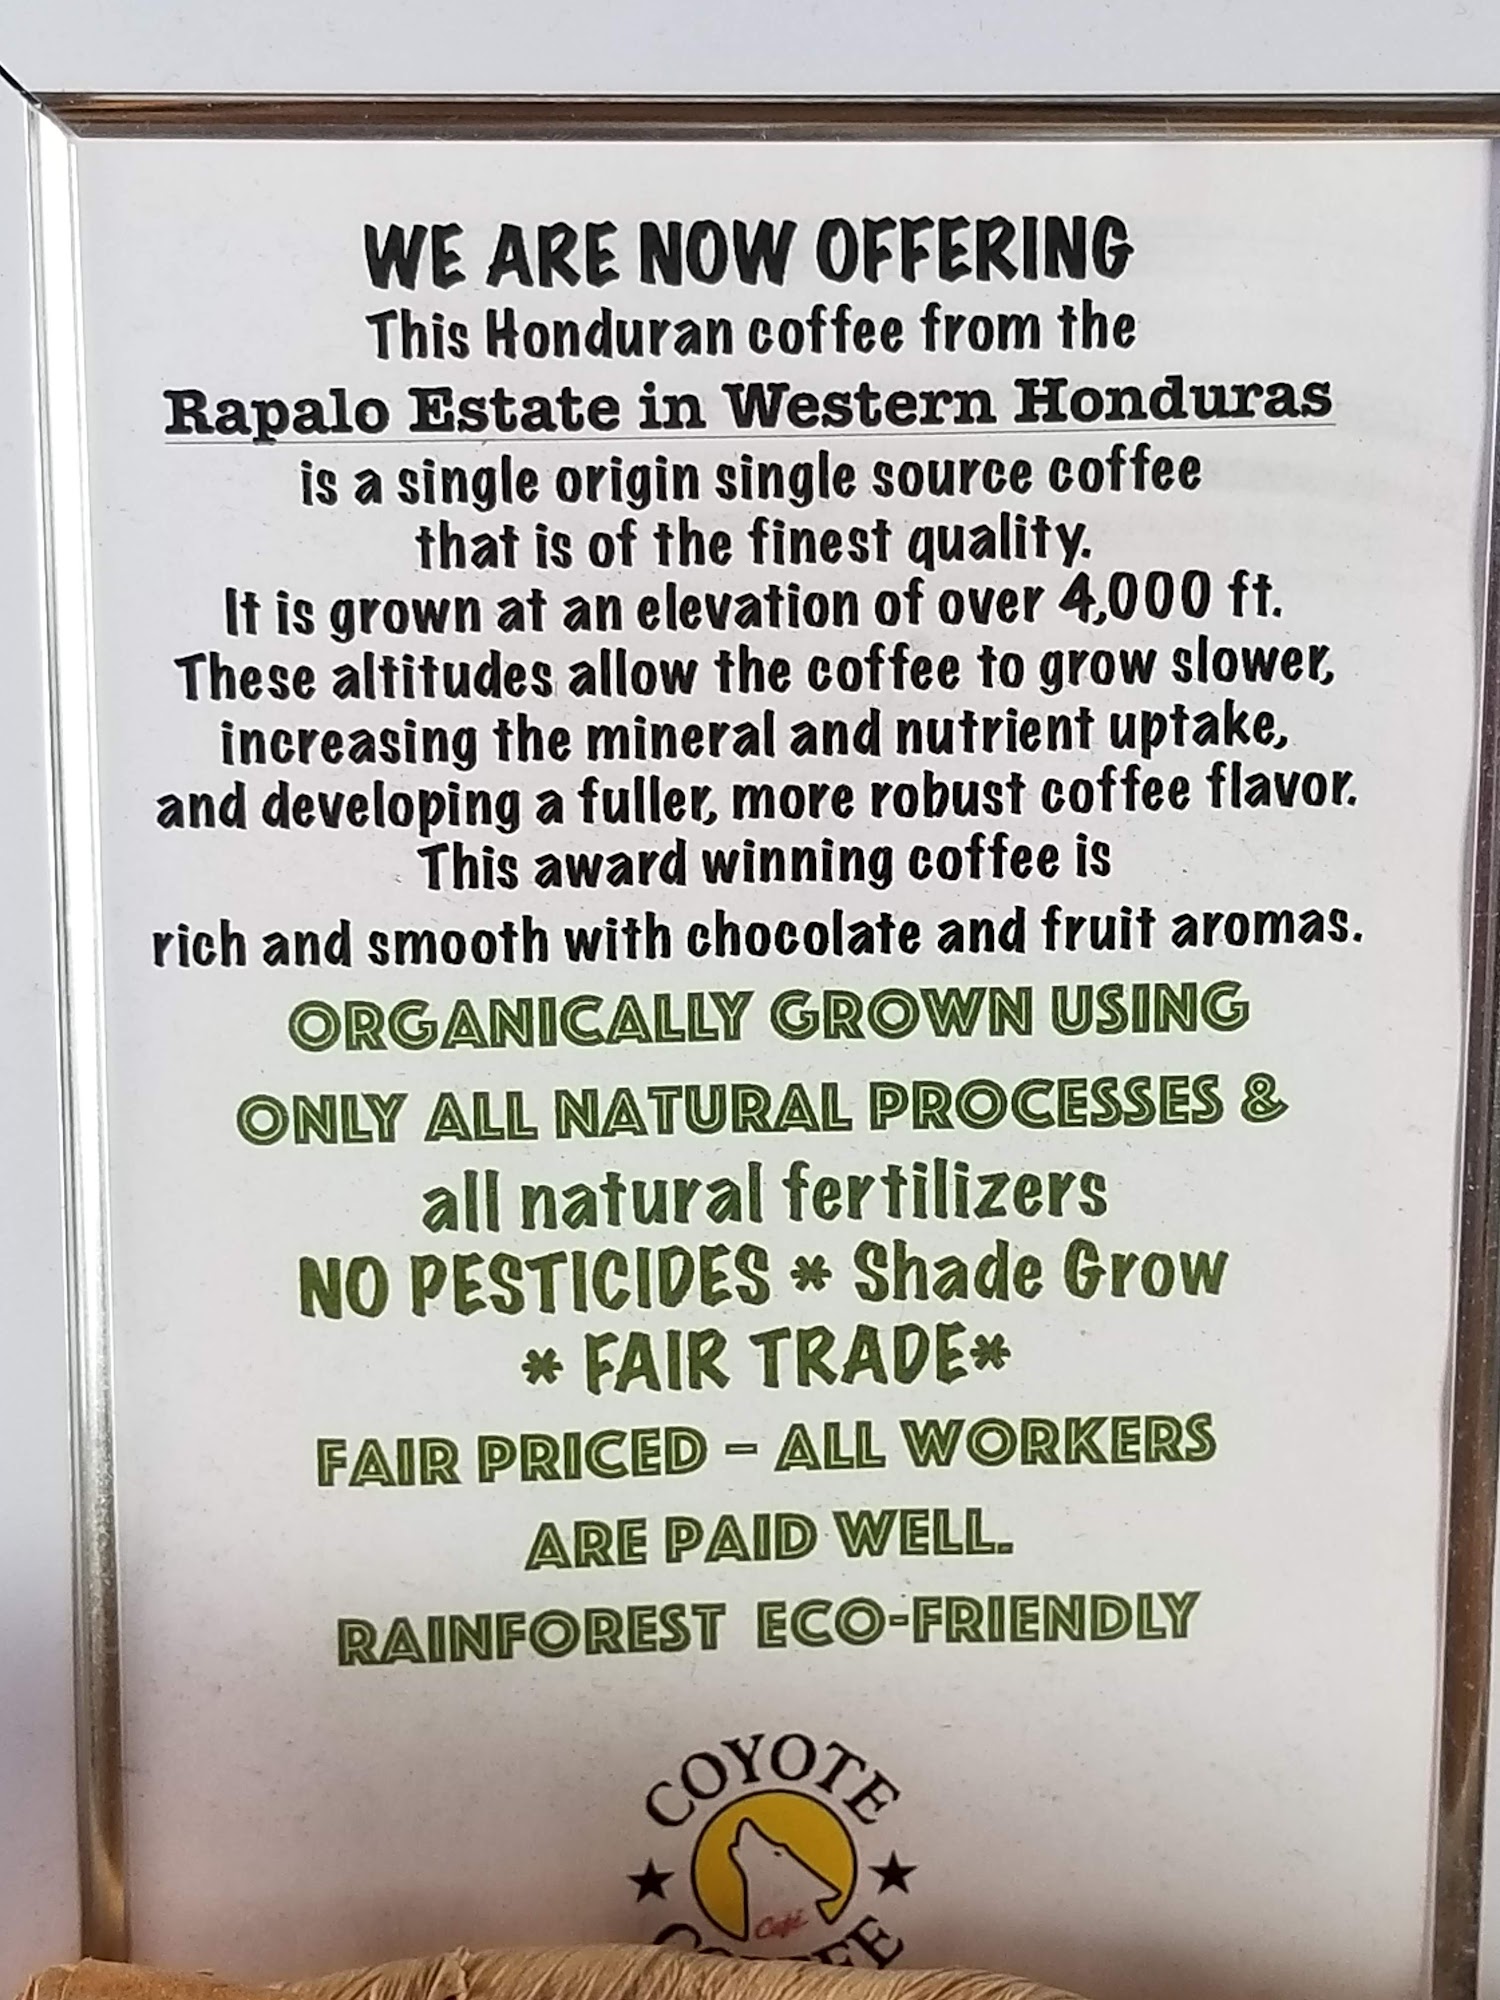 WE ARE NOW OFFERING
This Honduran coffee from the
Rapalo Estate in Western Honduras
is a single origin single source coffee
that is of the finest quality.
It is grown at an elevation of over 4,000 ft.
These altitudes allow the coffee to grow slower,
increasing the mineral and nutrient uptake,
and developing a fuller, more robust coffee flavor.
This award winning coffee is
rich and smooth with chocolate and fruit aromas.
ORGANICALLY GROWN USING
ONLY ALL NATURAL PROCESSES &
all natural fertilizers
NO PESTICIDES * Shade Grow
* FAIR TRADE*
FAIR PRICED – ALL WORKERS
ARE PAID WELL.
RAINFOREST ECO-FRIENDLY
COYOTE
Café
COFFEE